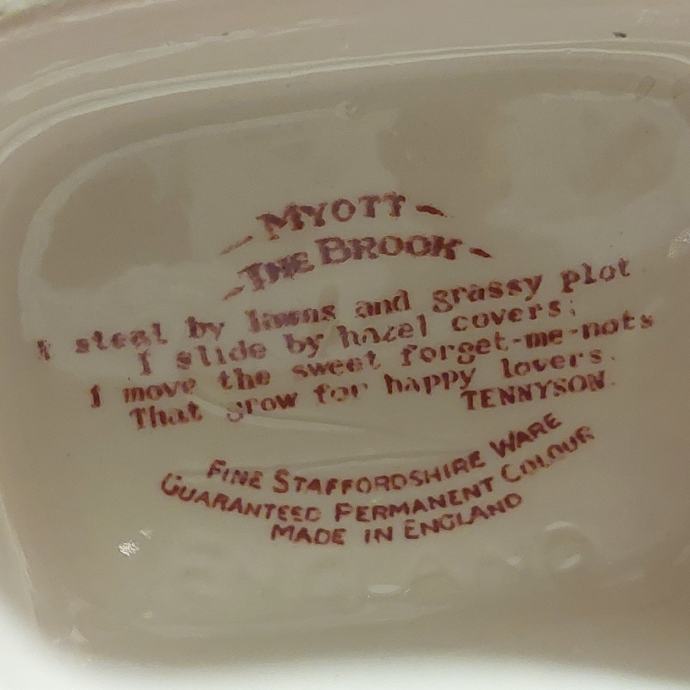 MYOTT
THE BROOK
I steal by lawns and grassy plot
I slide by hazel covers;
I move the sweet forget-me-nots
That grow for happy lovers.
TENNYSON.
FINE STAFFORDSHIRE WARE
GUARANTEED PERMANENT COLOUR
MADE IN ENGLAND
ENGLAND